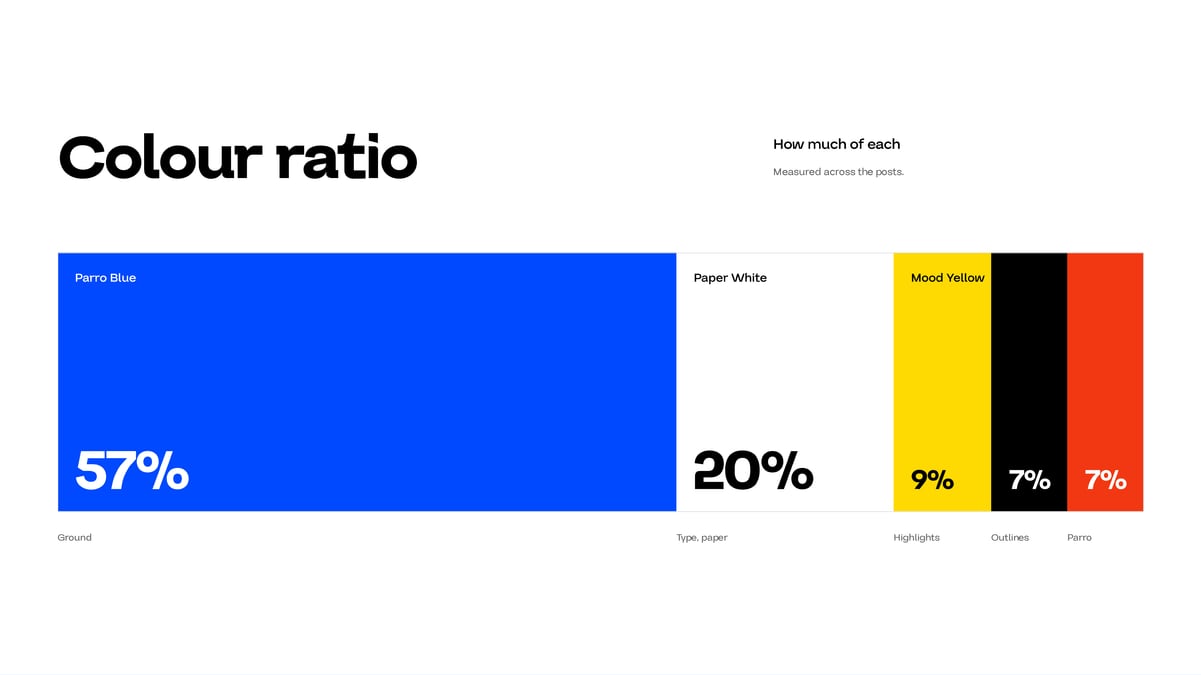 Colour ratio
How much of each
Measured across the posts.
Parro Blue
Paper White
Mood Yellow
57%
20%
9%
7%
7%
Ground
Type, paper
Highlights
Outlines
Parro